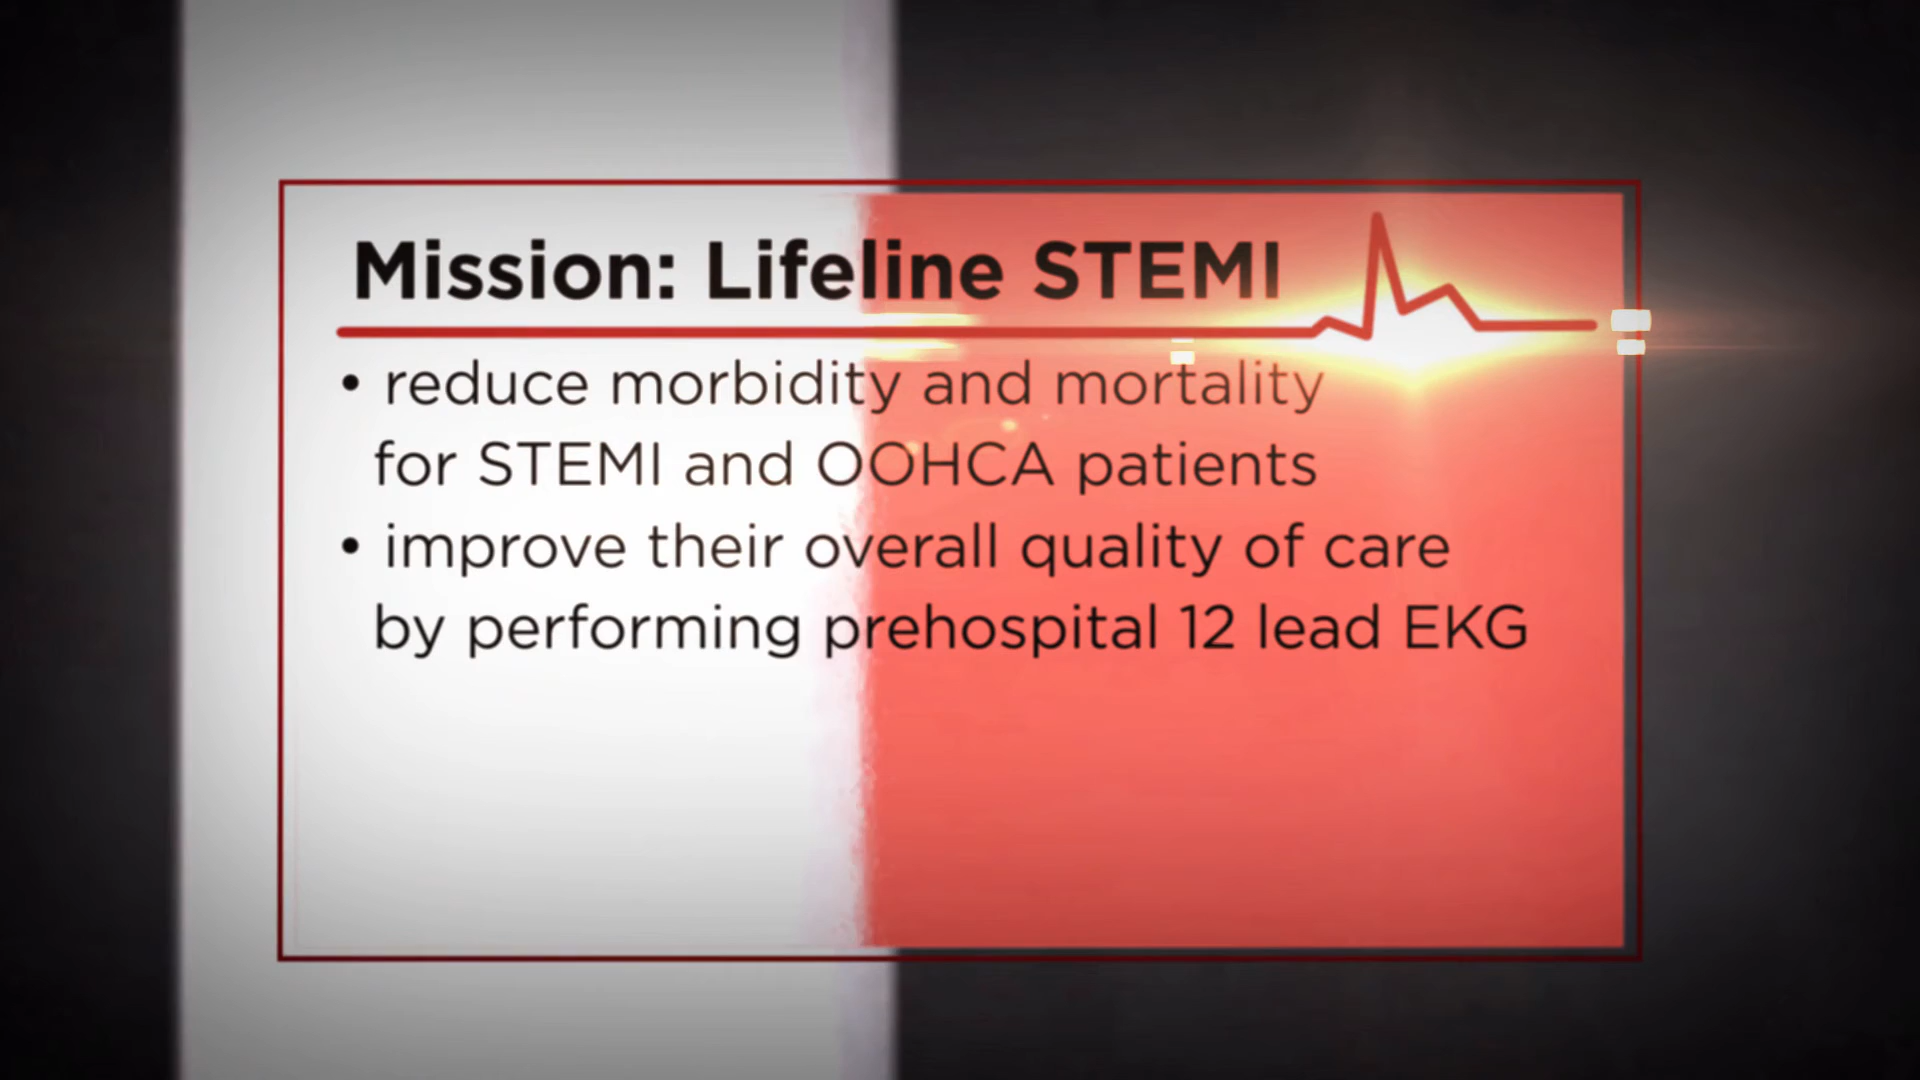 Mission: Lifeline STEMI
• reduce morbidity and mortality
for STEMI and OOHCA patients
• improve their overall quality of care
by performing prehospital 12 lead EKG